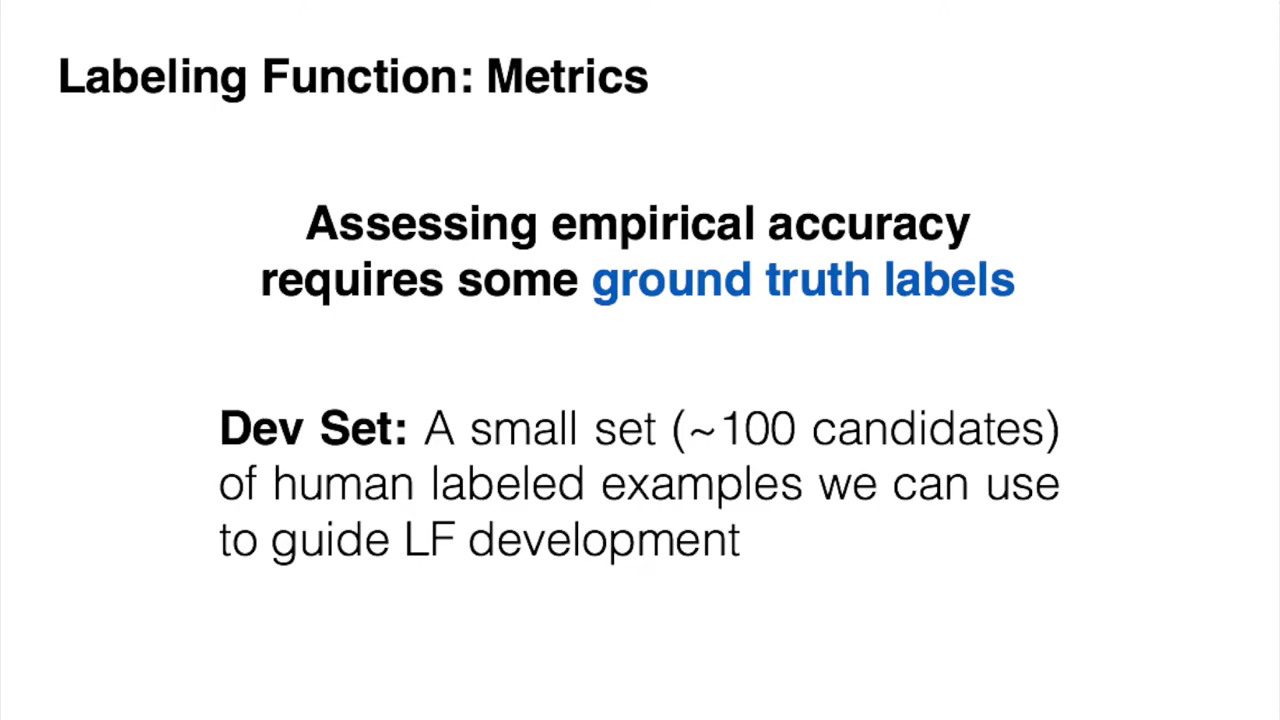 Labeling Function: Metrics
Assessing empirical accuracy
requires some ground truth labels
Dev Set: A small set (~100 candidates)
of human labeled examples we can use
to guide LF development